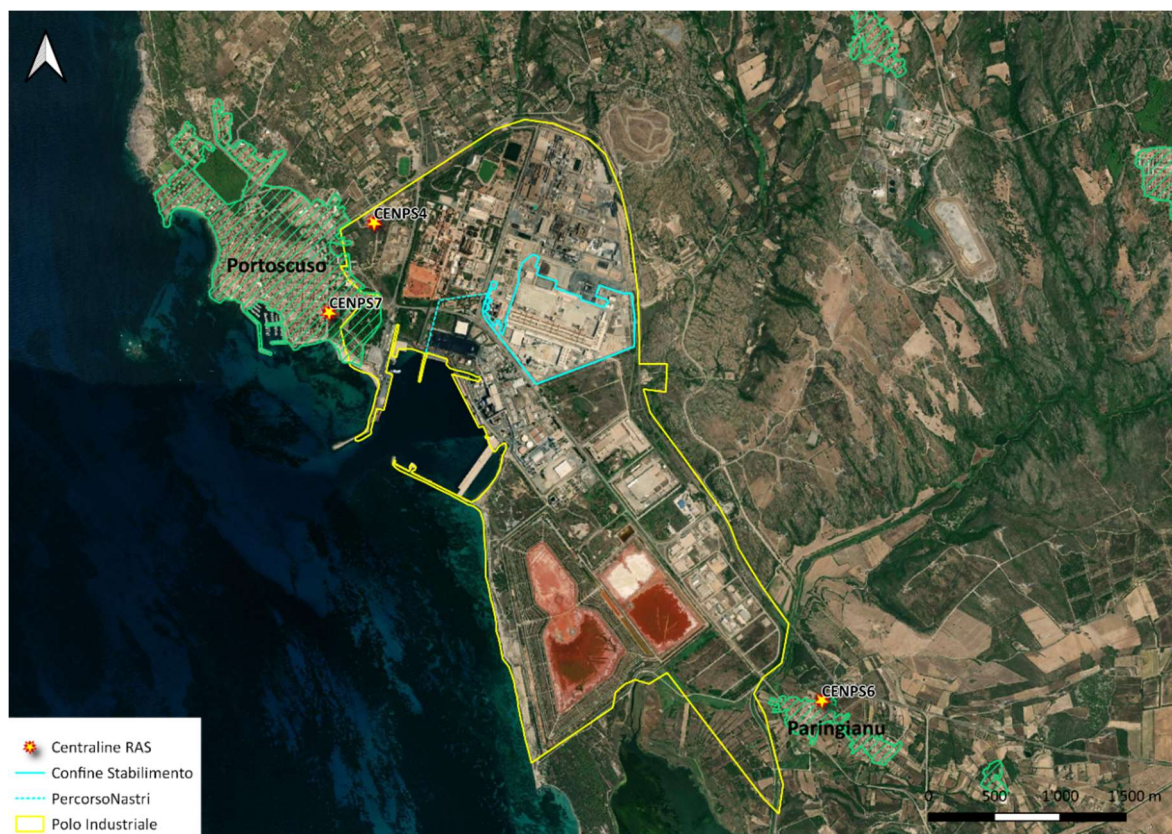 CENPS4
Portoscuso
CENPS7
CENPS6
Paringianu
Centraline RAS
Confine Stabilimento
PercorsoNastri
Polo Industriale
0 500 1'000 1'500 m